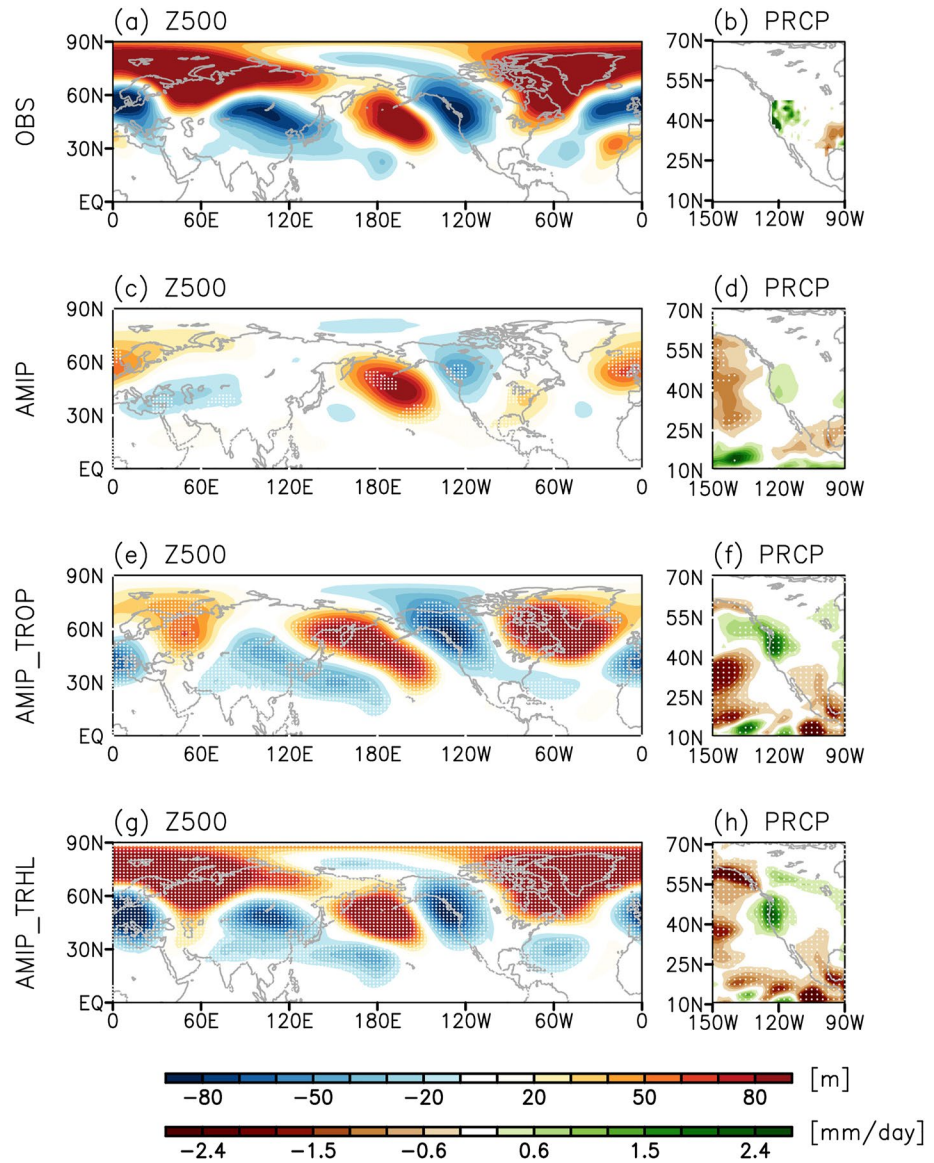 (a) Z500 (b) PRCP
OBS
90N 70N
60N 55N
40N
30N 25N
EQ 10N
0 60E 120E 180E 120W 60W 0 150W 120W 90W
(c) Z500 (d) PRCP
AMIP
90N 70N
60N 55N
40N
30N 25N
EQ 10N
0 60E 120E 180E 120W 60W 0 150W 120W 90W
(e) Z500 (f) PRCP
AMIP_TROP
90N 70N
60N 55N
40N
30N 25N
EQ 10N
0 60E 120E 180E 120W 60W 0 150W 120W 90W
(g) Z500 (h) PRCP
AMIP_TRHL
90N 70N
60N 55N
40N
30N 25N
EQ 10N
0 60E 120E 180E 120W 60W 0 150W 120W 90W
[m]
-80 -50 -20 20 50 80
[mm/day]
-2.4 -1.5 -0.6 0.6 1.5 2.4